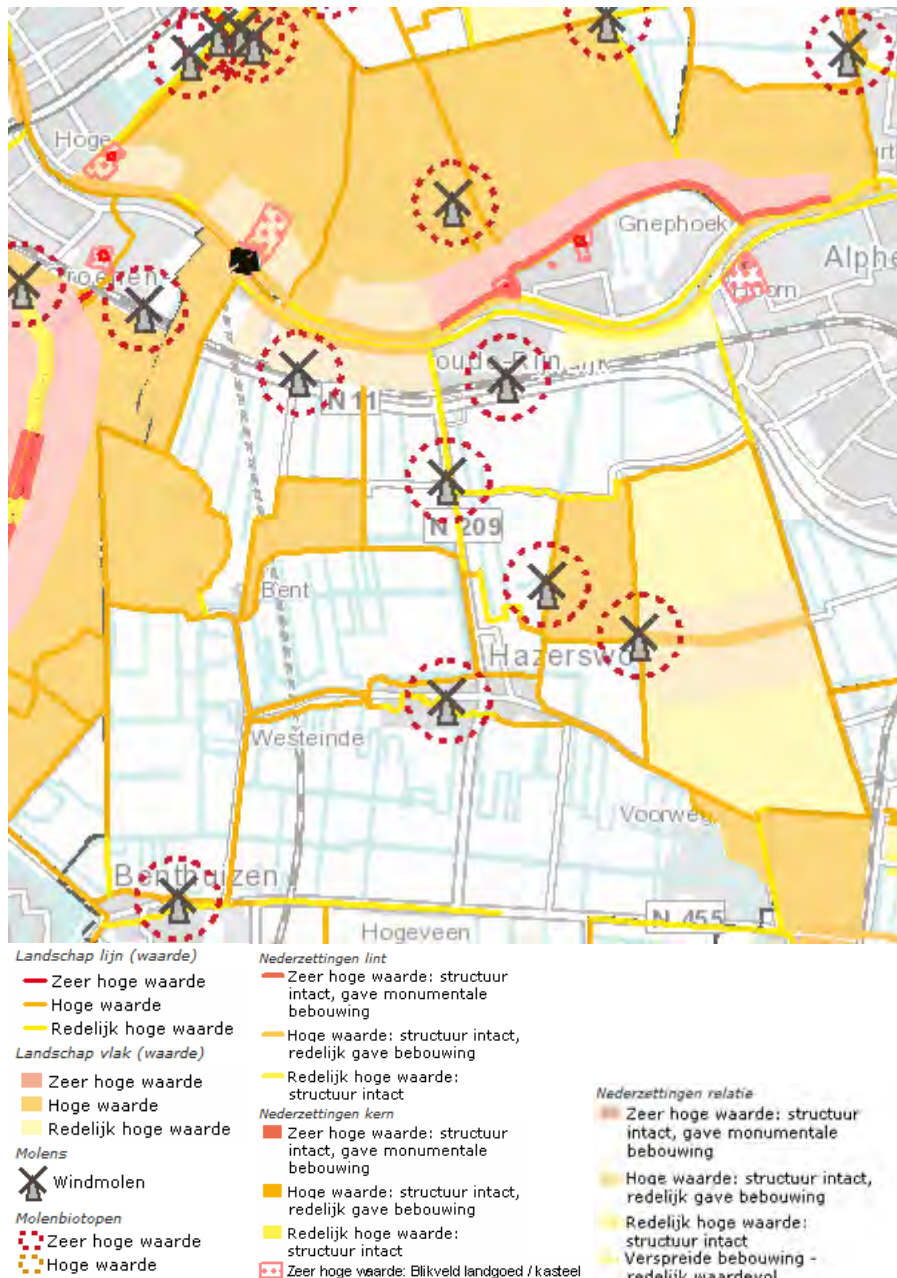 Hoge
Gnephoek
Alphe
Hoorn
oude-Rijndijk
N 11
N 209
Bent
Hazerswo
Westeinde
Voorweg
Benthuizen
N 455
Hogeveen
Landschap lijn (waarde)
Zeer hoge waarde
Hoge waarde
Redelijk hoge waarde
Landschap vlak (waarde)
Zeer hoge waarde
Hoge waarde
Redelijk hoge waarde
Molens
Windmolen
Molenbiotopen
Zeer hoge waarde
Hoge waarde
Nederzettingen lint
Zeer hoge waarde: structuur
intact, gave monumentale
bebouwing
Hoge waarde: structuur intact,
redelijk gave bebouwing
Redelijk hoge waarde:
structuur intact
Nederzettingen kern
Zeer hoge waarde: structuur
intact, gave monumentale
bebouwing
Hoge waarde: structuur intact,
redelijk gave bebouwing
Redelijk hoge waarde:
structuur intact
Zeer hoge waarde: Blikveld landgoed / kasteel
Nederzettingen relatie
Zeer hoge waarde: structuur
intact, gave monumentale
bebouwing
Hoge waarde: structuur intact,
redelijk gave bebouwing
Redelijk hoge waarde:
structuur intact
Verspreide bebouwing -
redelijk waardevol